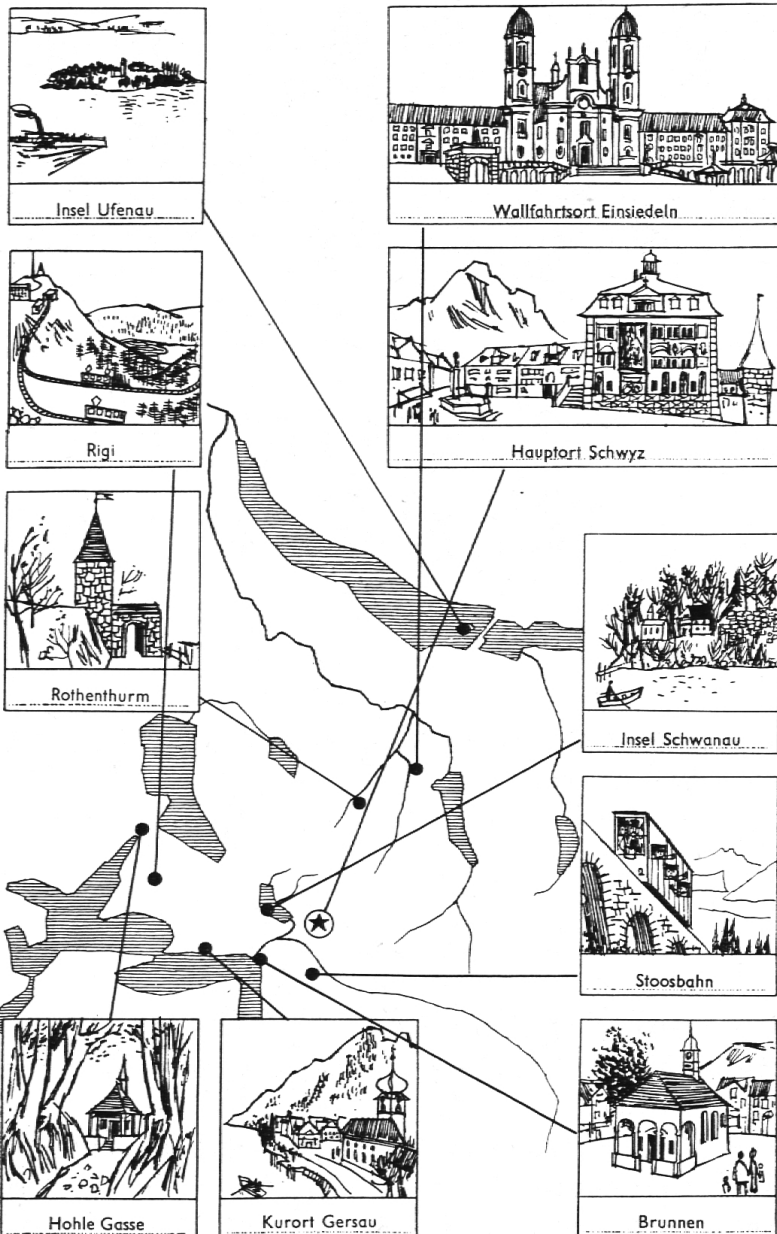 Insel Ufenau
Wallfahrtsort Einsiedeln
Rigi
Hauptort Schwyz
Rothenthurm
Insel Schwanau
Stoosbahn
Hohle Gasse
Kurort Gersau
Brunnen